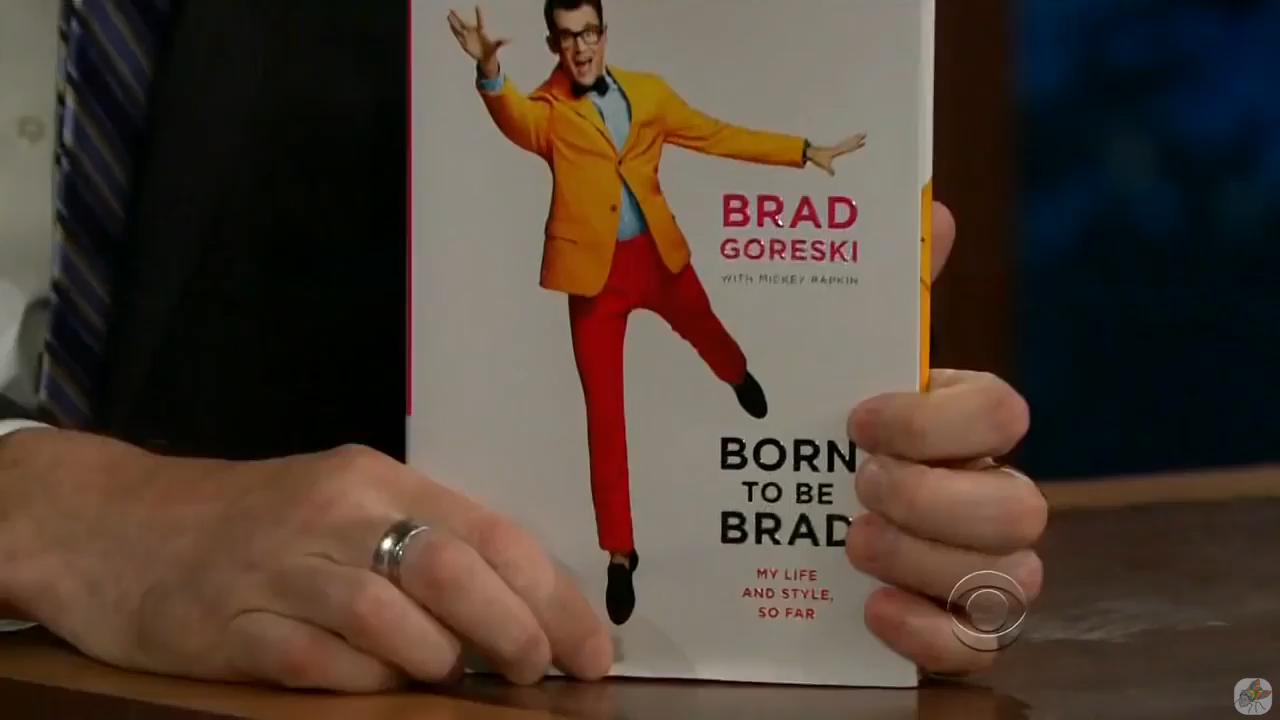 BRAD
GORESKI
WITH MICKEY RAPKIN
BORN
TO BE
BRAD
MY LIFE
AND STYLE,
SO FAR